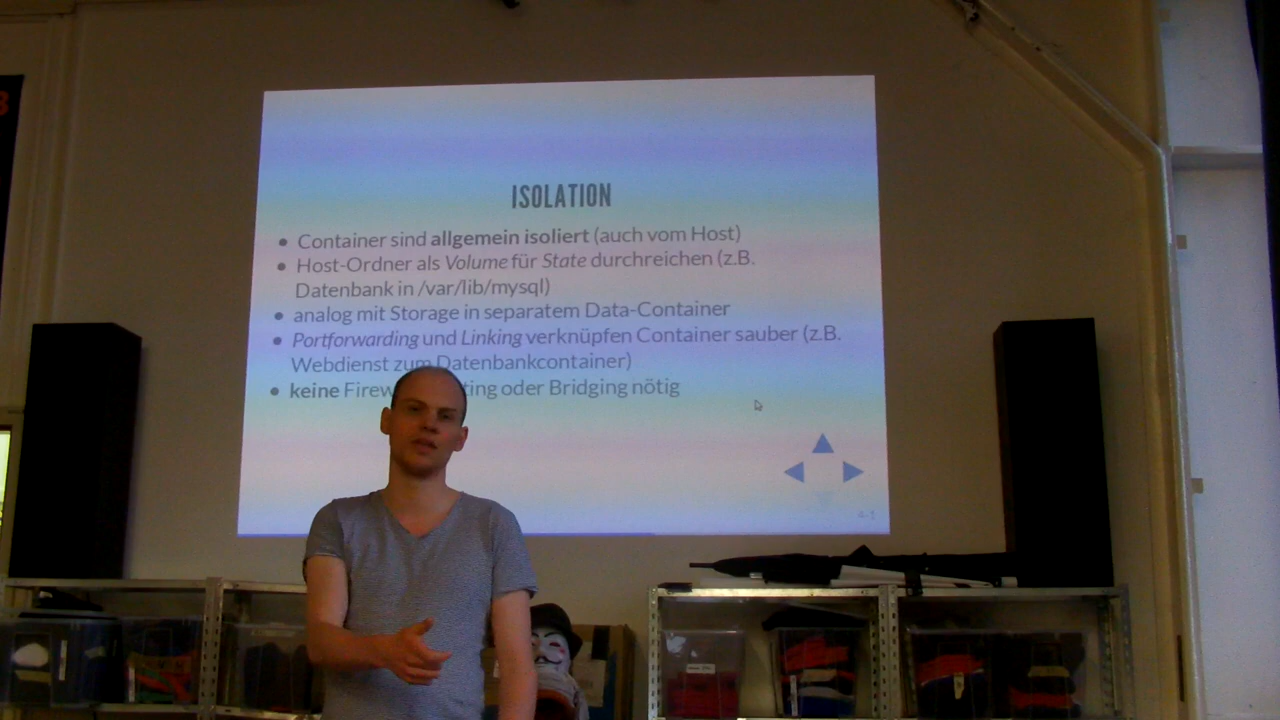 ISOLATION
• Container sind allgemein isoliert (auch vom Host)
• Host-Ordner als Volume für State durchreichen (z.B.
Datenbank in /var/lib/mysql)
• analog mit Storage in separatem Data-Container
• Portforwarding und Linking verknüpfen Container sauber (z.B.
Webdienst zum Datenbankcontainer)
• keine oder Bridging nötig